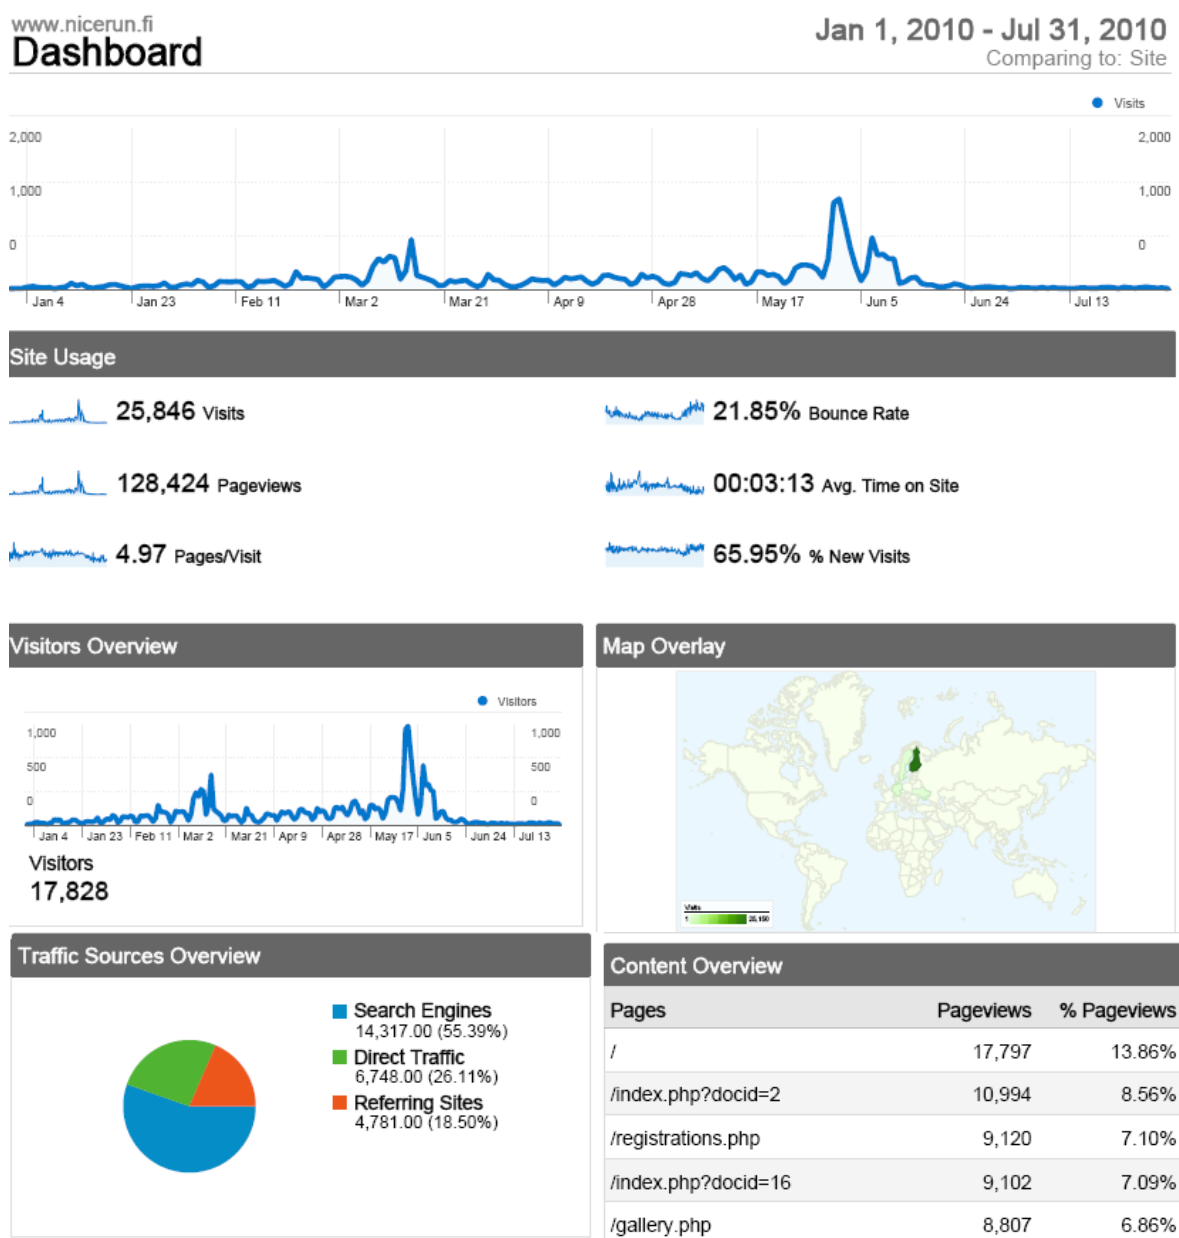 www.nicerun.fi
Dashboard
Jan 1, 2010 - Jul 31, 2010
Comparing to: Site
Visits
2,000 2,000
1,000 1,000
0 0
Jan 4 Jan 23 Feb 11 Mar 2 Mar 21 Apr 9 Apr 28 May 17 Jun 5 Jun 24 Jul 13
Site Usage
25,846 Visits
21.85% Bounce Rate
128,424 Pageviews
00:03:13 Avg. Time on Site
4.97 Pages/Visit
65.95% % New Visits
Visitors Overview
Visitors
1,000 1,000
500 500
0 0
Jan 4 Jan 23 Feb 11 Mar 2 Mar 21 Apr 9 Apr 28 May 17 Jun 5 Jun 24 Jul 13
Visitors
17,828
Map Overlay
Visits
1 25,150
Traffic Sources Overview
Search Engines
14,317.00 (55.39%)
Direct Traffic
6,748.00 (26.11%)
Referring Sites
4,781.00 (18.50%)
Content Overview
Pages Pageviews % Pageviews
/ 17,797 13.86%
/index.php?docid=2 10,994 8.56%
/registrations.php 9,120 7.10%
/index.php?docid=16 9,102 7.09%
/gallery.php 8,807 6.86%